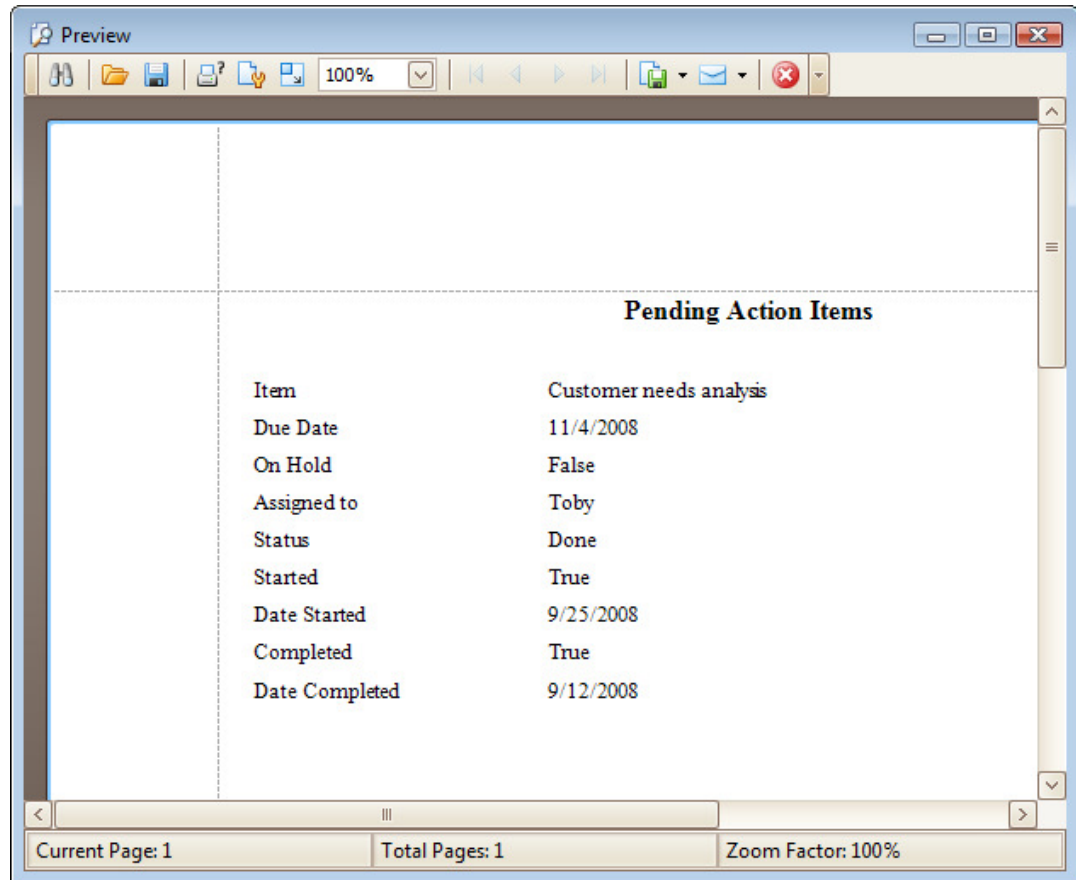 Preview
100%
Pending Action Items
Item Customer needs analysis
Due Date 11/4/2008
On Hold False
Assigned to Toby
Status Done
Started True
Date Started 9/25/2008
Completed True
Date Completed 9/12/2008
Current Page: 1 Total Pages: 1 Zoom Factor: 100%